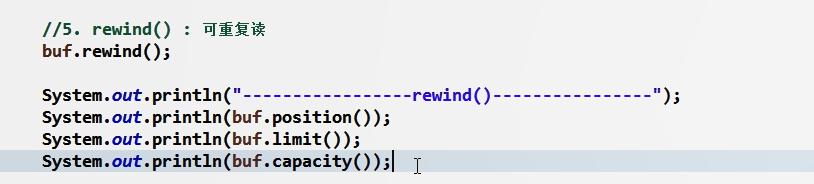 //5. rewind() : 可重复读
buf.rewind();
System.out.println("-----------------rewind()----------------");
System.out.println(buf.position());
System.out.println(buf.limit());
System.out.println(buf.capacity());